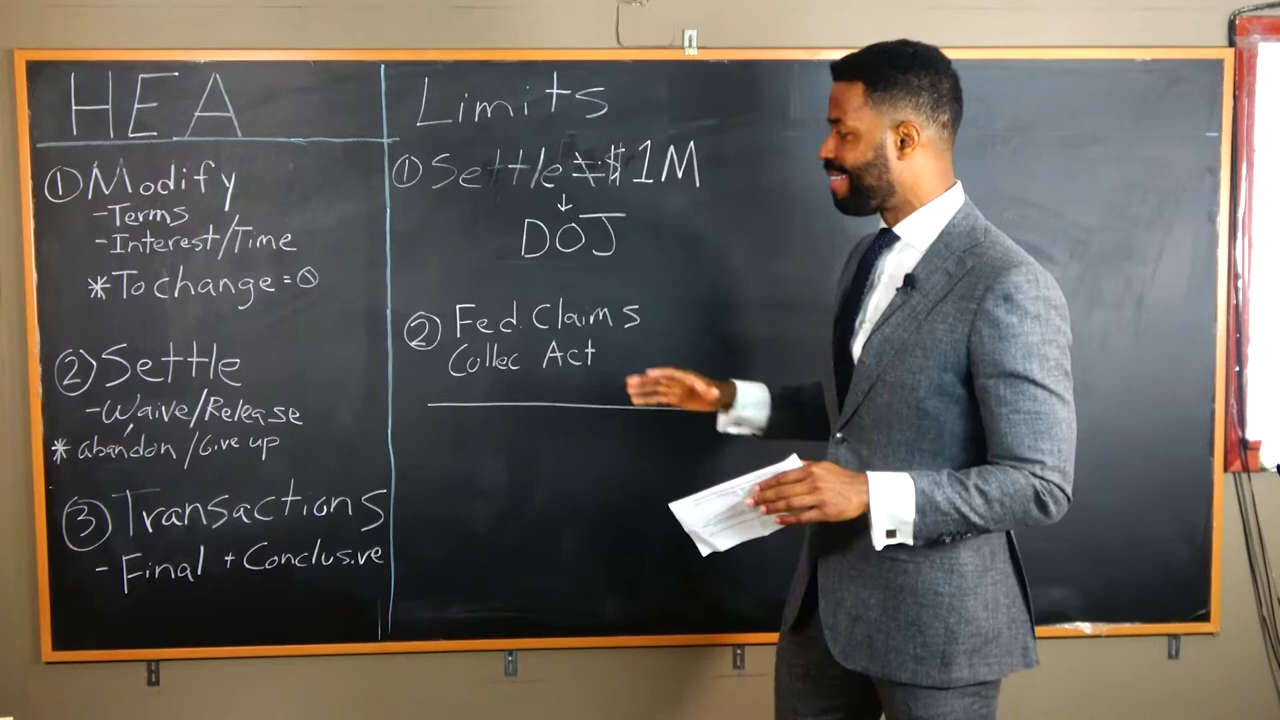 HEA
① Modify
- Terms
- Interest/Time
* To change = ①
② Settle
- Waive/Release
* abandon/Give up
③ Transactions
- Final + Conclusive
Limits
① Settle ≠ $1M
↓
DOJ
② Fed. Claims
Collec Act